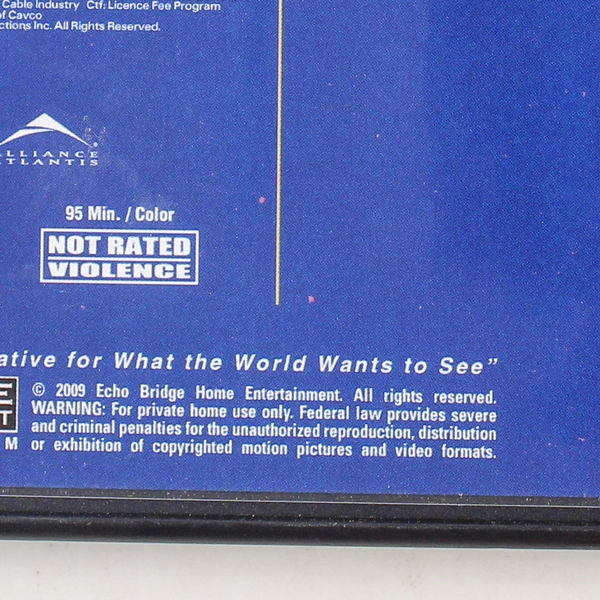 Cable Industry Ctf: Licence Fee Program
of Cavco
ctions Inc. All Rights Reserved.
LLIANCE
TLANTIS
95 Min. / Color
NOT RATED
VIOLENCE
ative for What the World Wants to See”
E © 2009 Echo Bridge Home Entertainment. All rights reserved.
T WARNING: For private home use only. Federal law provides severe
and criminal penalties for the unauthorized reproduction, distribution
M or exhibition of copyrighted motion pictures and video formats.